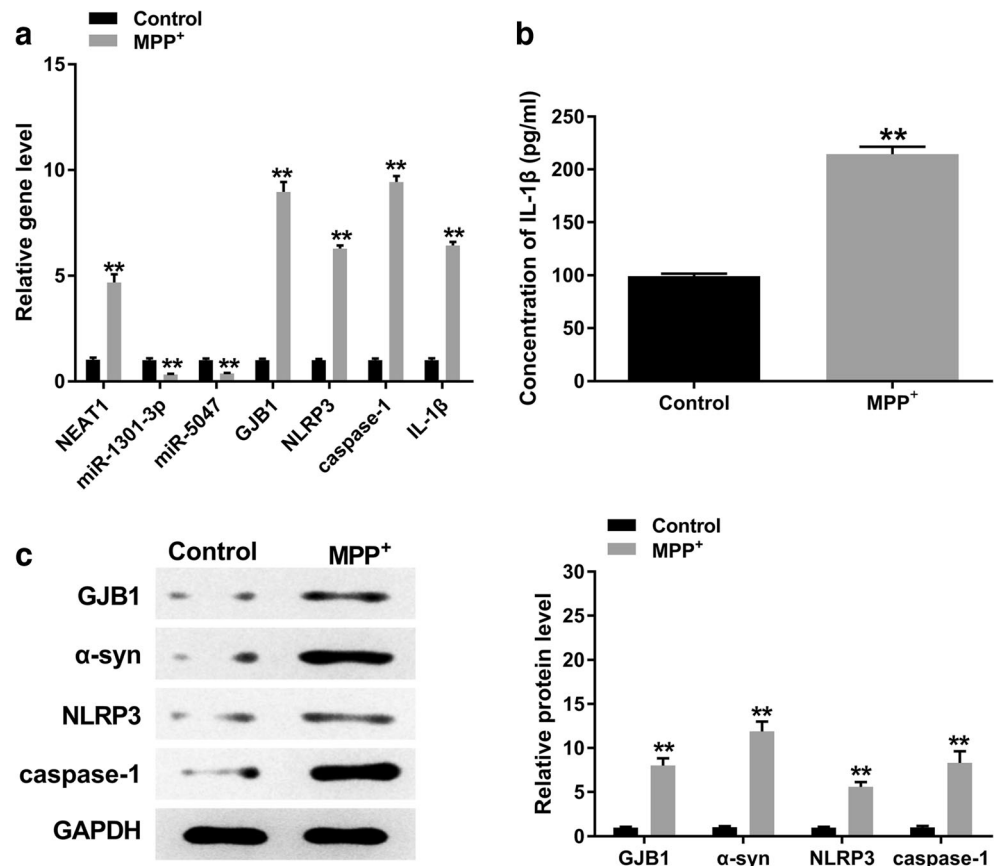 a
Control
MPP+
Relative gene level
15
10
5
0
**
**
**
**
**
**
**
NEAT1
miR-1301-3p
miR-5047
GJB1
NLRP3
caspase-1
IL-1β
b
Concentration of IL-1β (pg/ml)
250
200
150
100
50
0
**
Control
MPP+
c
Control
MPP+
GJB1
α-syn
NLRP3
caspase-1
GAPDH
Control
MPP+
Relative protein level
30
25
20
15
10
5
0
**
**
**
**
GJB1
α-syn
NLRP3
caspase-1